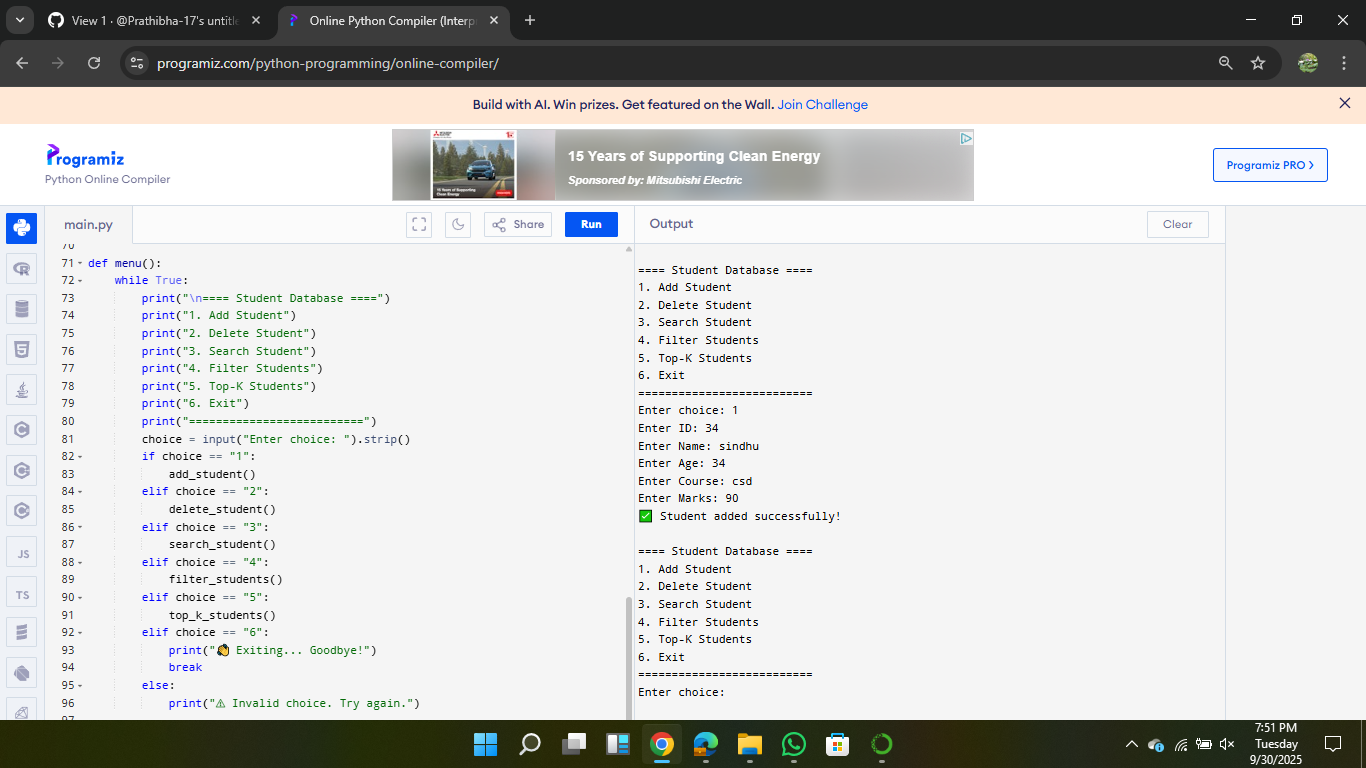 View 1 · @Prathibha-17's untitle
Online Python Compiler (Interp
programiz.com/python-programming/online-compiler/
Build with AI. Win prizes. Get featured on the Wall. Join Challenge
Programiz
Python Online Compiler
15 Years of Supporting Clean Energy
Sponsored by: Mitsubishi Electric
Programiz PRO >
main.py
Share
Run
Output
Clear
JS
TS
70
71 def menu():
72 while True:
73 print("\n==== Student Database ====")
74 print("1. Add Student")
75 print("2. Delete Student")
76 print("3. Search Student")
77 print("4. Filter Students")
78 print("5. Top-K Students")
79 print("6. Exit")
80 print("==========================")
81 choice = input("Enter choice: ").strip()
82 if choice == "1":
83 add_student()
84 elif choice == "2":
85 delete_student()
86 elif choice == "3":
87 search_student()
88 elif choice == "4":
89 filter_students()
90 elif choice == "5":
91 top_k_students()
92 elif choice == "6":
93 print("👋 Exiting... Goodbye!")
94 break
95 else:
96 print("⚠ Invalid choice. Try again.")
97
==== Student Database ====
1. Add Student
2. Delete Student
3. Search Student
4. Filter Students
5. Top-K Students
6. Exit
==========================
Enter choice: 1
Enter ID: 34
Enter Name: sindhu
Enter Age: 34
Enter Course: csd
Enter Marks: 90
✅ Student added successfully!
==== Student Database ====
1. Add Student
2. Delete Student
3. Search Student
4. Filter Students
5. Top-K Students
6. Exit
==========================
Enter choice:
7:51 PM
Tuesday
9/30/2025